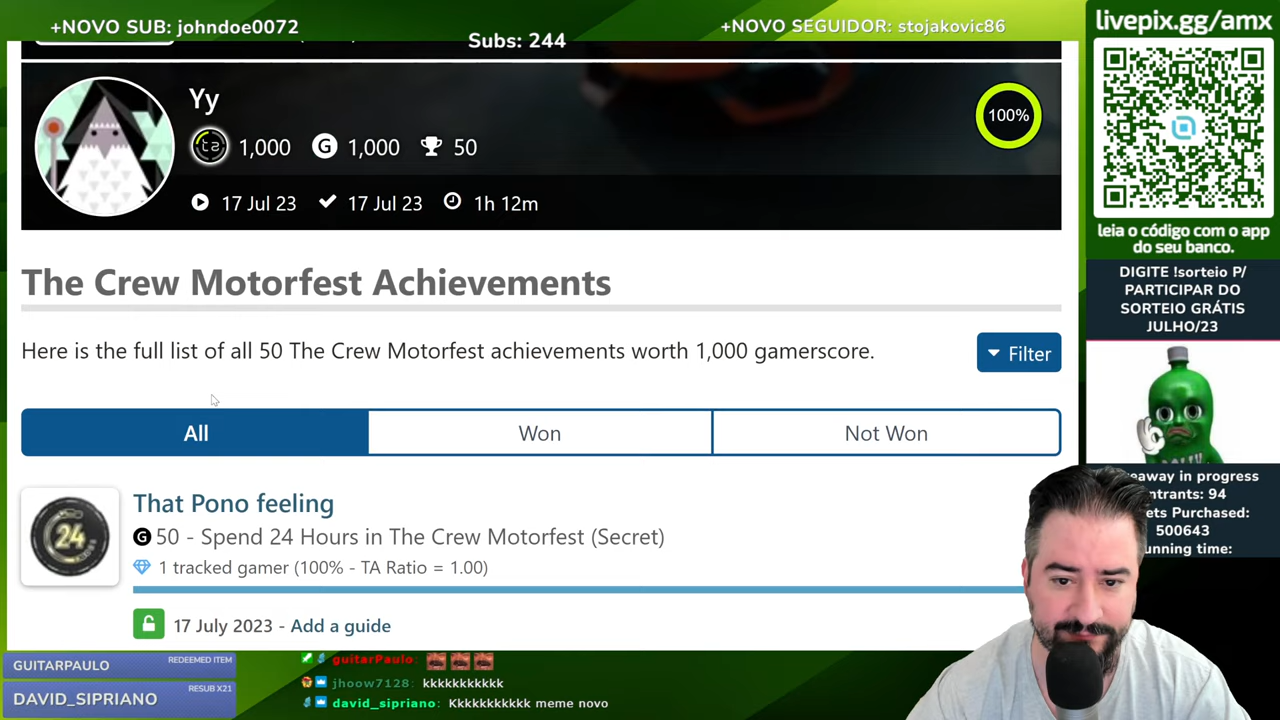 +NOVO SUB: johndoe0072
Subs: 244
+NOVO SEGUIDOR: stojakovic86
livepix.gg/amx
leia o código com o app
do seu banco.
DIGITE !sorteio P/
PARTICIPAR DO
SORTEIO GRÁTIS
JULHO/23
Yy
1,000 G 1,000 50
17 Jul 23 17 Jul 23 1h 12m
100%
The Crew Motorfest Achievements
Here is the full list of all 50 The Crew Motorfest achievements worth 1,000 gamerscore.
Filter
All
Won
Not Won
24
That Pono feeling
G 50 - Spend 24 Hours in The Crew Motorfest (Secret)
1 tracked gamer (100% - TA Ratio = 1.00)
17 July 2023 - Add a guide
in progress
94
Purchased:
500643
time:
GUITARPAULO REDEEMED ITEM
DAVID_SIPRIANO RESUB X21
guitarPaulo:
jhoow7128: kkkkkkkkkkk
david_sipriano: Kkkkkkkkkkk meme novo